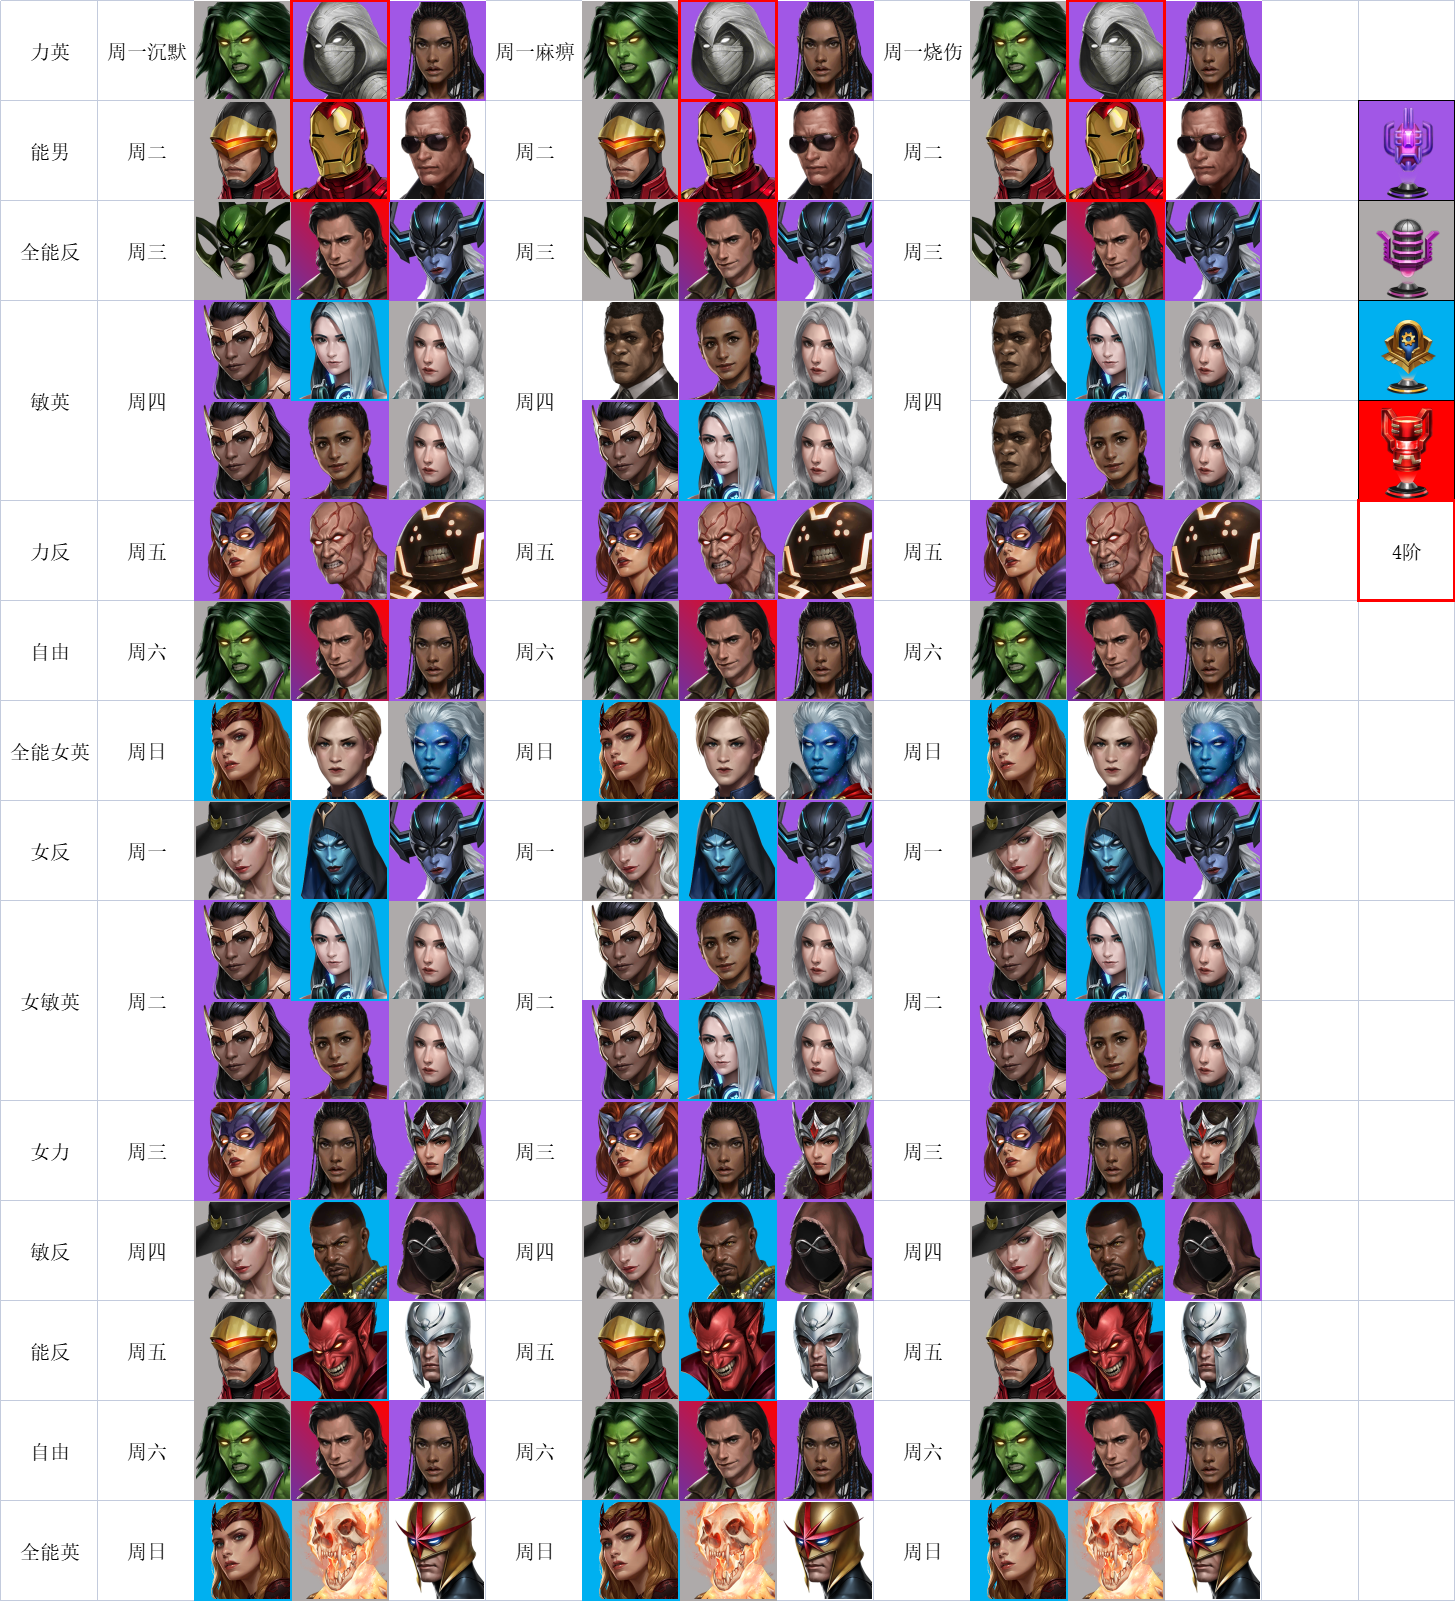 力英 周一沉默 周一麻痹 周一烧伤
能男 周二 周二 周二
全能反 周三 周三 周三
敏英 周四 周四 周四
力反 周五 周五 周五 4阶
自由 周六 周六 周六
全能女英 周日 周日 周日
女反 周一 周一 周一
女敏英 周二 周二 周二
女力 周三 周三 周三
敏反 周四 周四 周四
能反 周五 周五 周五
自由 周六 周六 周六
全能英 周日 周日 周日